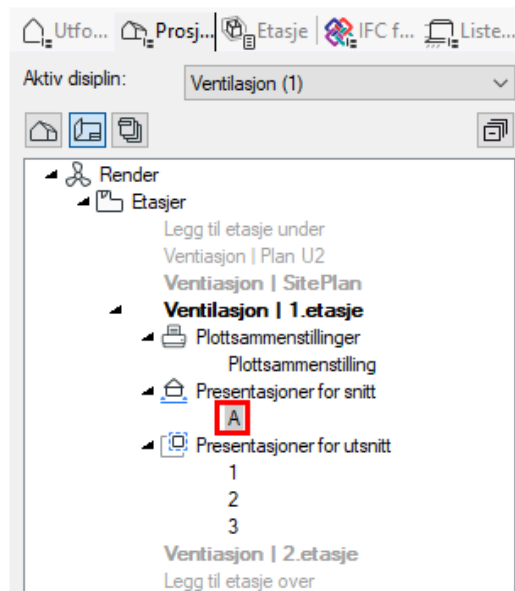 Utfo... Prosj... Etasje IFC f... Liste...
Aktiv disiplin: Ventilasjon (1)
Render
Etasjer
Legg til etasje under
Ventiasjon | Plan U2
Ventiasjon | SitePlan
Ventilasjon | 1.etasje
Plottsammenstillinger
Plottsammenstilling
Presentasjoner for snitt
A
Presentasjoner for utsnitt
1
2
3
Ventiasjon | 2.etasje
Legg til etasje over